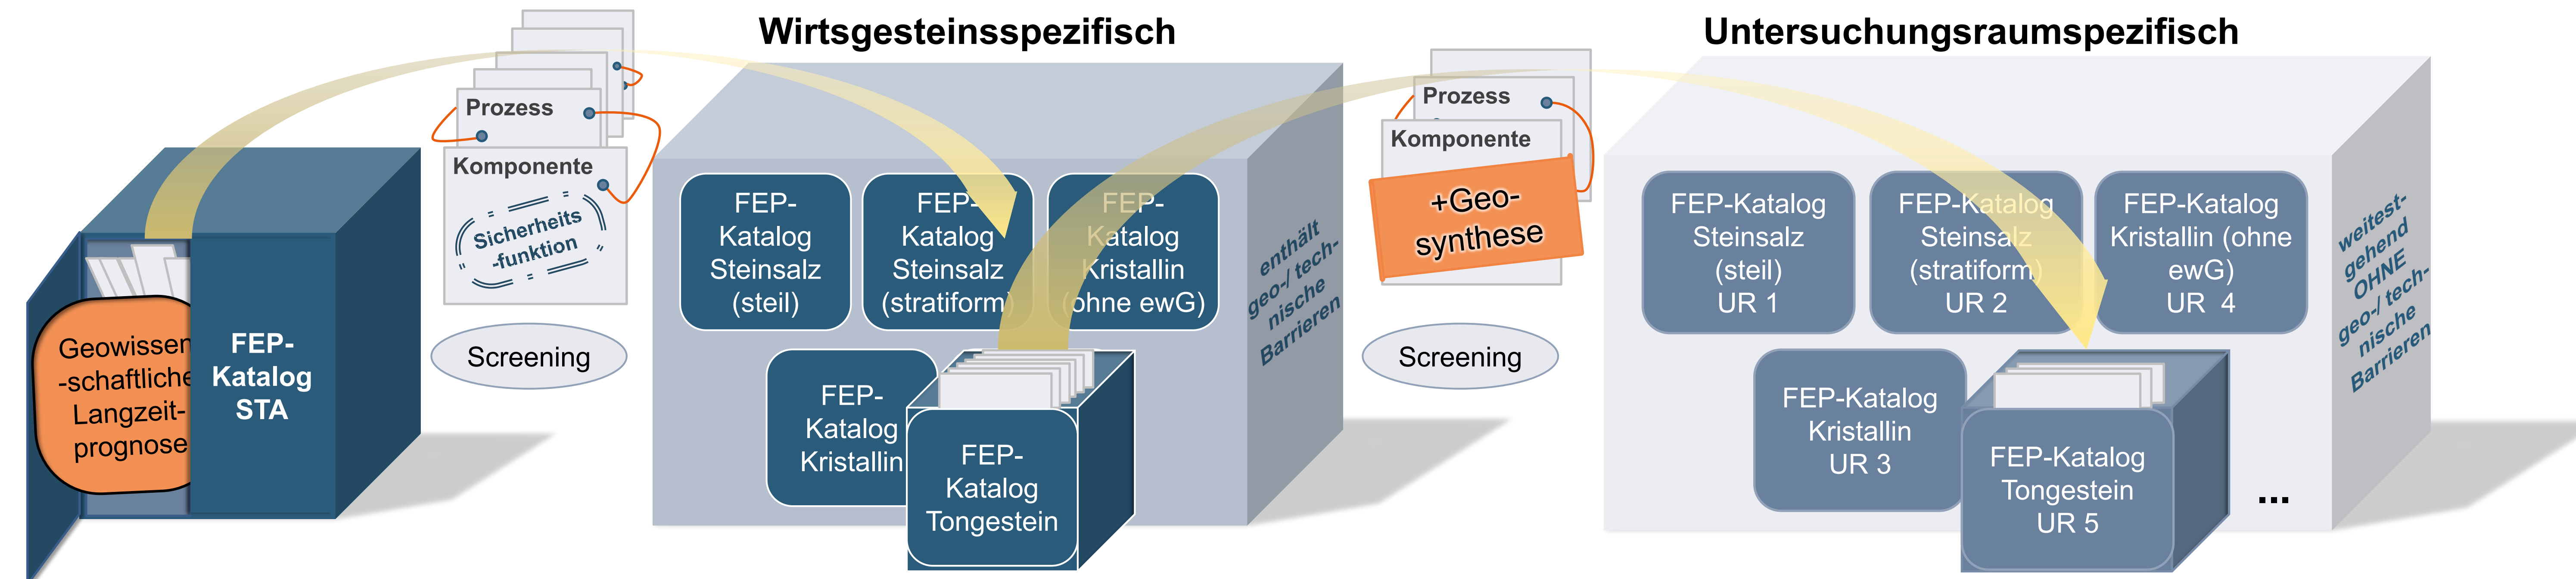 Wirtsgesteinsspezifisch
Untersuchungsraumspezifisch
Geowissen
-schaftliche
Langzeit-
prognose
FEP-
Katalog
STA
Prozess
Komponente
Sicherheits
-funktion
Screening
FEP-
Katalog
Steinsalz
(steil)
FEP-
Katalog
Steinsalz
(stratiform)
FEP-
Katalog
Kristallin
(ohne ewG)
FEP-
Katalog
Kristallin
FEP-
Katalog
Tongestein
enthält
geo-/ tech-
nische
Barrieren
Prozess
Komponente
+Geo-
synthese
Screening
FEP-Katalog
Steinsalz
(steil)
UR 1
FEP-Katalog
Steinsalz
(stratiform)
UR 2
FEP-Katalog
Kristallin (ohne
ewG)
UR 4
FEP-Katalog
Kristallin
UR 3
FEP-Katalog
Tongestein
UR 5
...
weitest-
gehend
OHNE
geo-/ tech-
nische
Barrieren